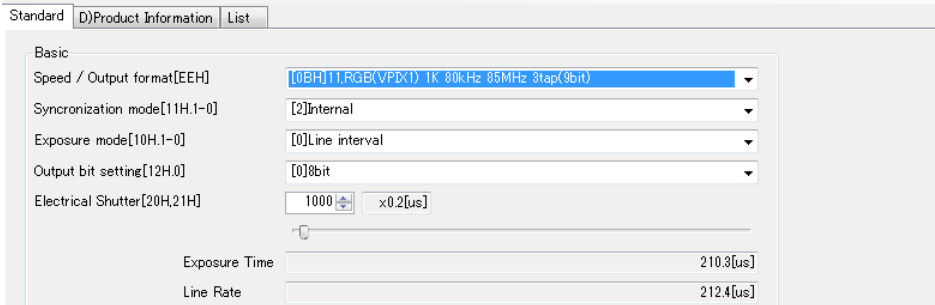 Standard D)Product Information List
Basic
Speed / Output format[EEH] [0BH]11,RGB(VPIX1) 1K 80kHz 85MHz 3tap(9bit)
Syncronization mode[11H.1-0] [2]Internal
Exposure mode[10H.1-0] [0]Line interval
Output bit setting[12H.0] [0]8bit
Electrical Shutter[20H,21H] 1000 x0.2[us]
Exposure Time 210.3[us]
Line Rate 212.4[us]